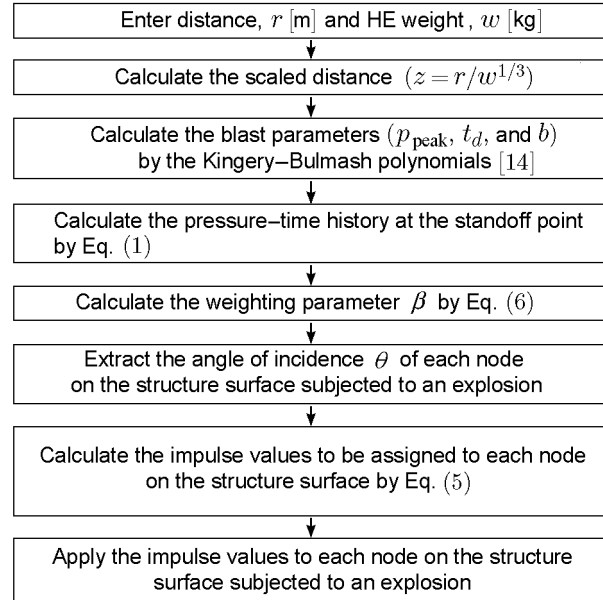 Enter distance, r [m] and HE weight, w [kg]
Calculate the scaled distance (z = r/w^{1/3})
Calculate the blast parameters (p_{peak}, t_d, and b)
by the Kingery–Bulmash polynomials [14]
Calculate the pressure–time history at the standoff point
by Eq. (1)
Calculate the weighting parameter β by Eq. (6)
Extract the angle of incidence θ of each node
on the structure surface subjected to an explosion
Calculate the impulse values to be assigned to each node
on the structure surface by Eq. (5)
Apply the impulse values to each node on the structure
surface subjected to an explosion